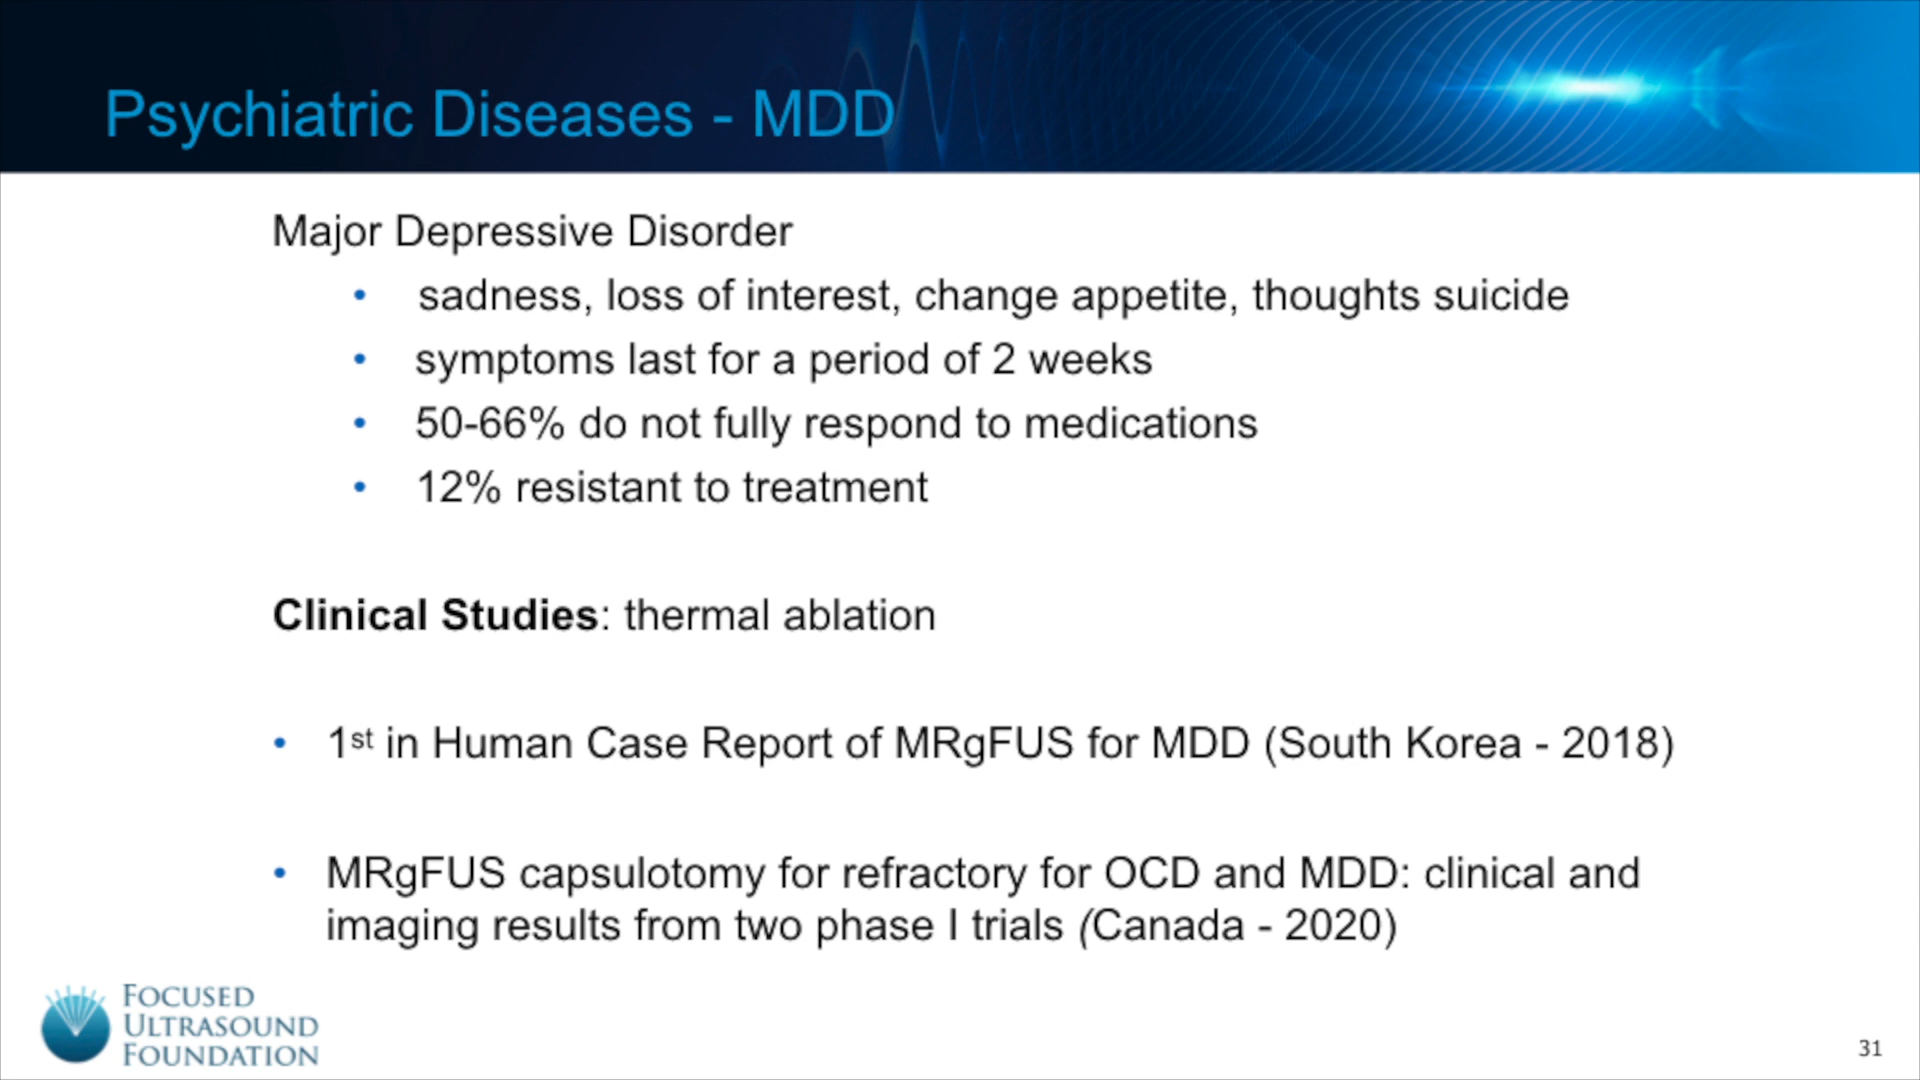 Psychiatric Diseases - MDD
Major Depressive Disorder
• sadness, loss of interest, change appetite, thoughts suicide
• symptoms last for a period of 2 weeks
• 50-66% do not fully respond to medications
• 12% resistant to treatment
Clinical Studies: thermal ablation
• 1st in Human Case Report of MRgFUS for MDD (South Korea - 2018)
• MRgFUS capsulotomy for refractory for OCD and MDD: clinical and
imaging results from two phase I trials (Canada - 2020)
FOCUSED
ULTRASOUND
FOUNDATION
31